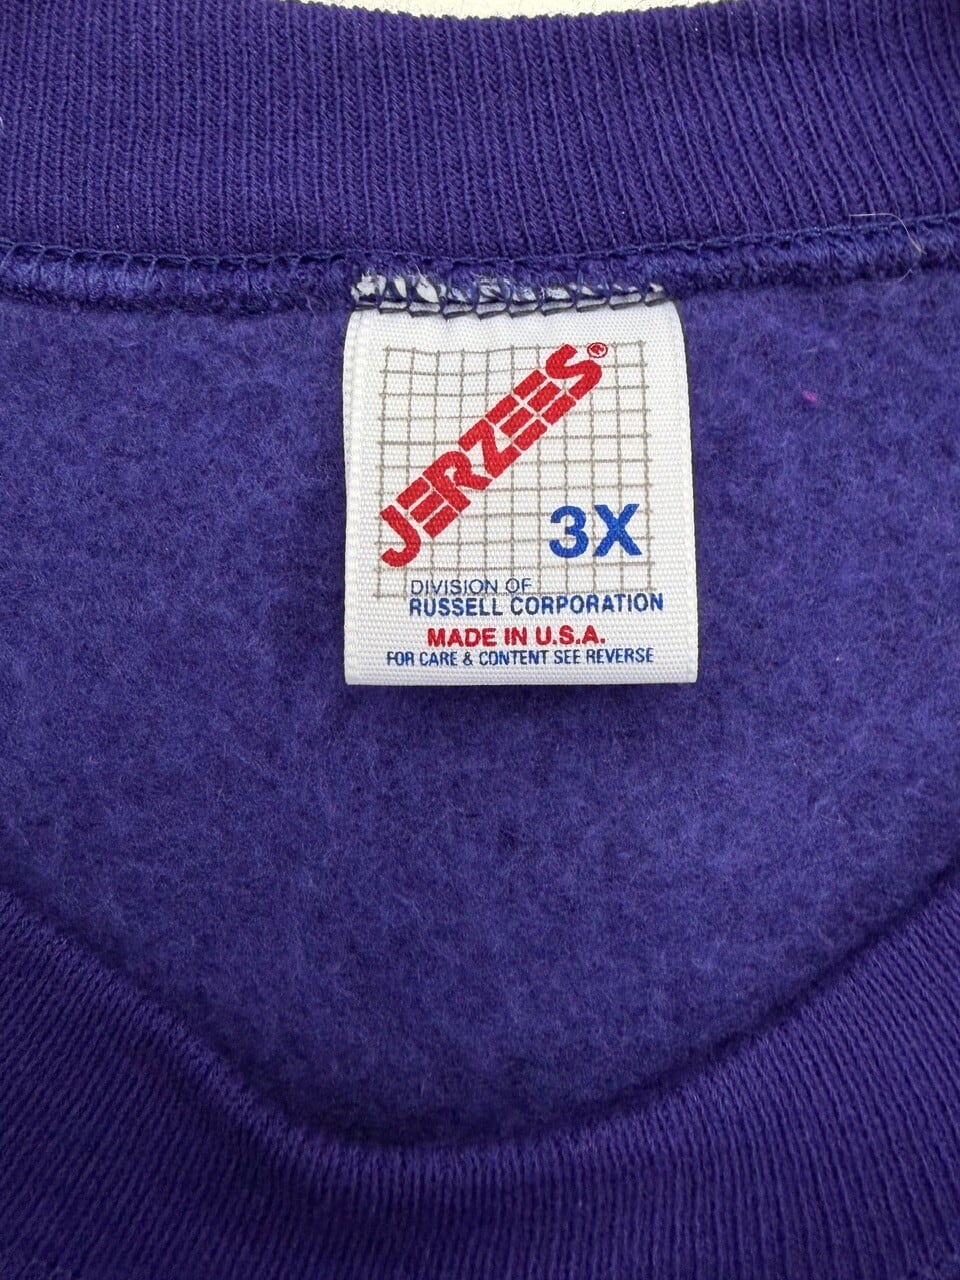 JERZEES®
3X
DIVISION OF
RUSSELL CORPORATION
MADE IN U.S.A.
FOR CARE & CONTENT SEE REVERSE